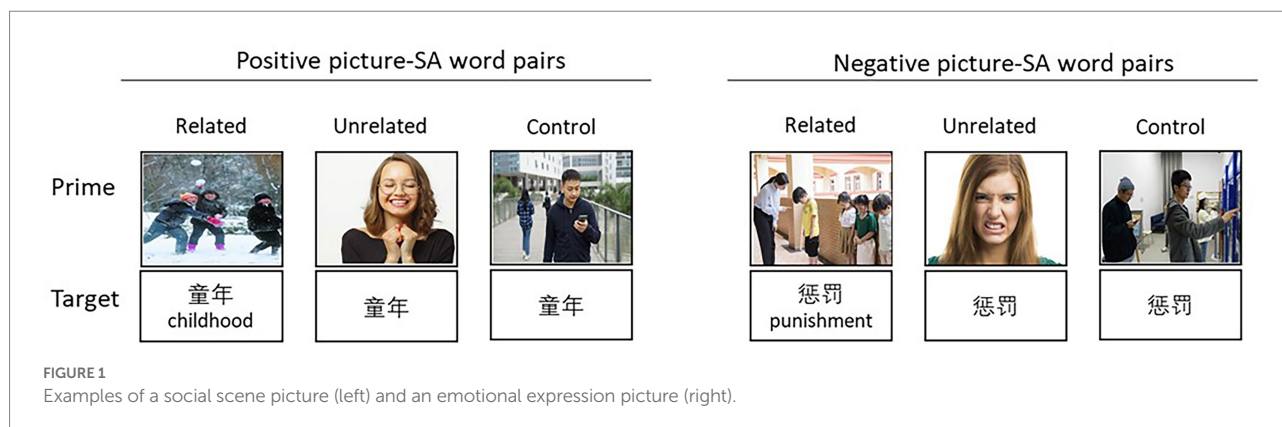 Positive picture-SA word pairs
Negative picture-SA word pairs
Related
Unrelated
Control
Related
Unrelated
Control
Prime
Target
童年
childhood
童年
童年
惩罚
punishment
惩罚
惩罚
FIGURE 1
Examples of a social scene picture (left) and an emotional expression picture (right).